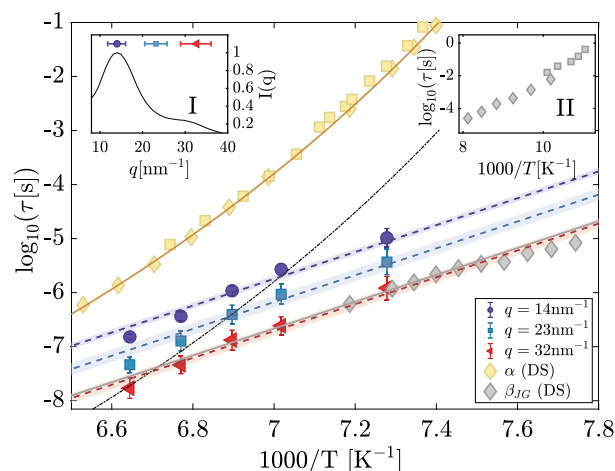 -1
-2
-3
-4
-5
-6
-7
-8
log₁₀(τ[s])
6.6 6.8 7 7.2 7.4 7.6 7.8
1000/T [K⁻¹]
I
1
0.8
0.6
0.4
0.2
I(q)
10 20 30 40
q[nm⁻¹]
II
0
-2
-4
log₁₀(τ[s])
8 10
1000/T[K⁻¹]
q = 14nm⁻¹
q = 23nm⁻¹
q = 32nm⁻¹
α (DS)
β_JG (DS)